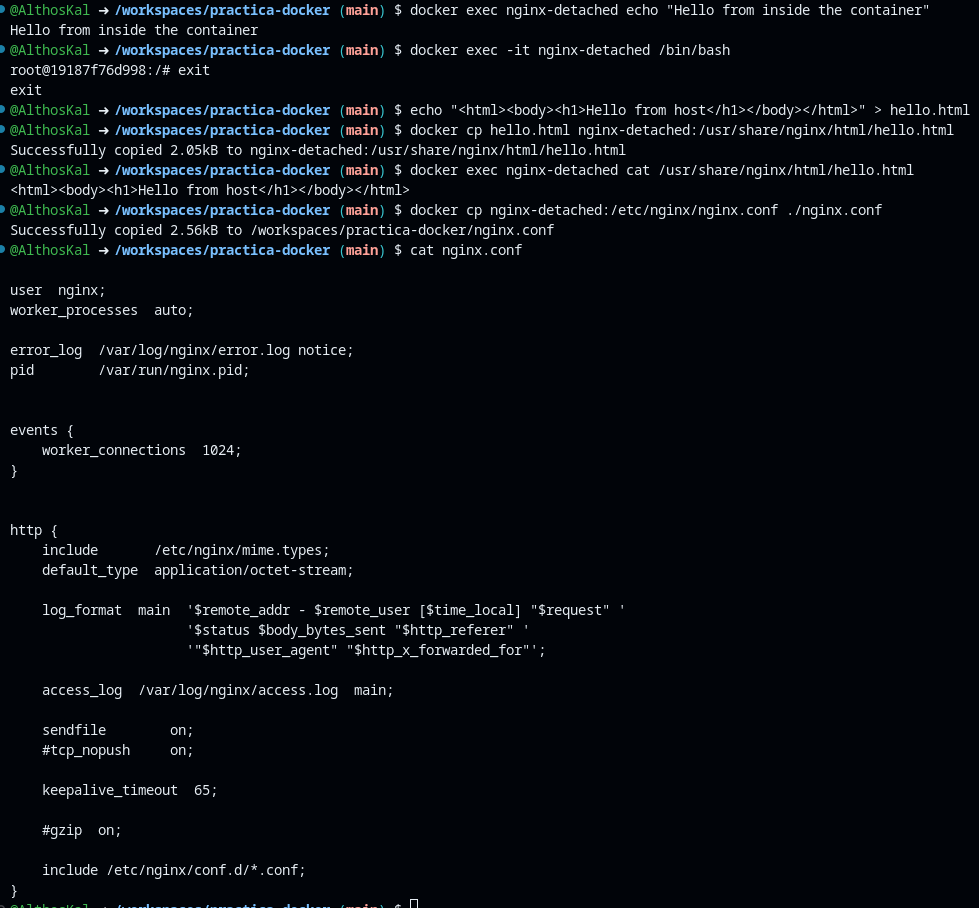 @AlthosKal → /workspaces/practica-docker (main) $ docker exec nginx-detached echo "Hello from inside the container"
Hello from inside the container
@AlthosKal → /workspaces/practica-docker (main) $ docker exec -it nginx-detached /bin/bash
root@19187f76d998:/# exit
exit
@AlthosKal → /workspaces/practica-docker (main) $ echo "<html><body><h1>Hello from host</h1></body></html>" > hello.html
@AlthosKal → /workspaces/practica-docker (main) $ docker cp hello.html nginx-detached:/usr/share/nginx/html/hello.html
Successfully copied 2.05kB to nginx-detached:/usr/share/nginx/html/hello.html
@AlthosKal → /workspaces/practica-docker (main) $ docker exec nginx-detached cat /usr/share/nginx/html/hello.html
<html><body><h1>Hello from host</h1></body></html>
@AlthosKal → /workspaces/practica-docker (main) $ docker cp nginx-detached:/etc/nginx/nginx.conf ./nginx.conf
Successfully copied 2.56kB to /workspaces/practica-docker/nginx.conf
@AlthosKal → /workspaces/practica-docker (main) $ cat nginx.conf

user  nginx;
worker_processes  auto;

error_log  /var/log/nginx/error.log notice;
pid        /var/run/nginx.pid;


events {
    worker_connections  1024;
}


http {
    include       /etc/nginx/mime.types;
    default_type  application/octet-stream;

    log_format  main  '$remote_addr - $remote_user [$time_local] "$request" '
                      '$status $body_bytes_sent "$http_referer" '
                      '"$http_user_agent" "$http_x_forwarded_for"';

    access_log  /var/log/nginx/access.log  main;

    sendfile        on;
    #tcp_nopush     on;

    keepalive_timeout  65;

    #gzip  on;

    include /etc/nginx/conf.d/*.conf;
}
@AlthosKal → /workspaces/practica-docker (main) $